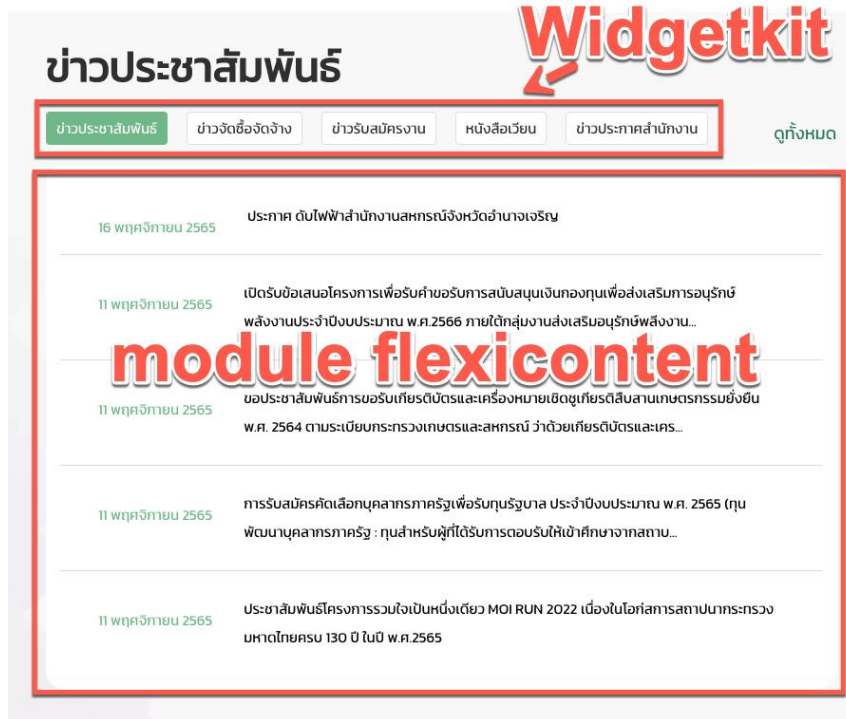 Widgetkit
ข่าวประชาสัมพันธ์
ข่าวประชาสัมพันธ์ ข่าวจัดซื้อจัดจ้าง ข่าวรับสมัครงาน หนังสือเวียน ข่าวประกาศสำนักงาน ดูทั้งหมด
16 พฤศจิกายน 2565 ประกาศ ดับไฟฟ้าสำนักงานสหกรณ์จังหวัดอำนาจเจริญ
เปิดรับข้อเสนอโครงการเพื่อรับคำขอรับการสนับสนุนเงินกองทุนเพื่อส่งเสริมการอนุรักษ์
11 พฤศจิกายน 2565
พลังงานประจำปีงบประมาณ พ.ศ.2566 ภายใต้กลุ่มงานส่งเสริมอนุรักษ์พลีงงาน...
module flexicontent
ขอประชาสัมพันธ์การขอรับเกียรติบัตรและเครื่องหมายเชิดชูเกียรติสืบสานเกษตรกรรมยั่งยืน
11 พฤศจิกายน 2565
พ.ศ. 2564 ตามระเบียบกระทรวงเกษตรและสหกรณ์ ว่าด้วยเกียรติบัตรและเคร...
การรับสมัครคัดเลือกบุคลากรภาครัฐเพื่อรับทุนรัฐบาล ประจำปีงบประมาณ พ.ศ. 2565 (ทุน
11 พฤศจิกายน 2565
พัฒนาบุคลากรภาครัฐ : ทุนสำหรับผู้ที่ได้รับการตอบรับให้เข้าศึกษาจากสถาบ...
ประชาสัมพันธ์โครงการรวมใจเป็นหนึ่งเดียว MOI RUN 2022 เนื่องในโอกาสการสถาปนากระทรวง
11 พฤศจิกายน 2565
มหาดไทยครบ 130 ปี ในปี พ.ศ.2565